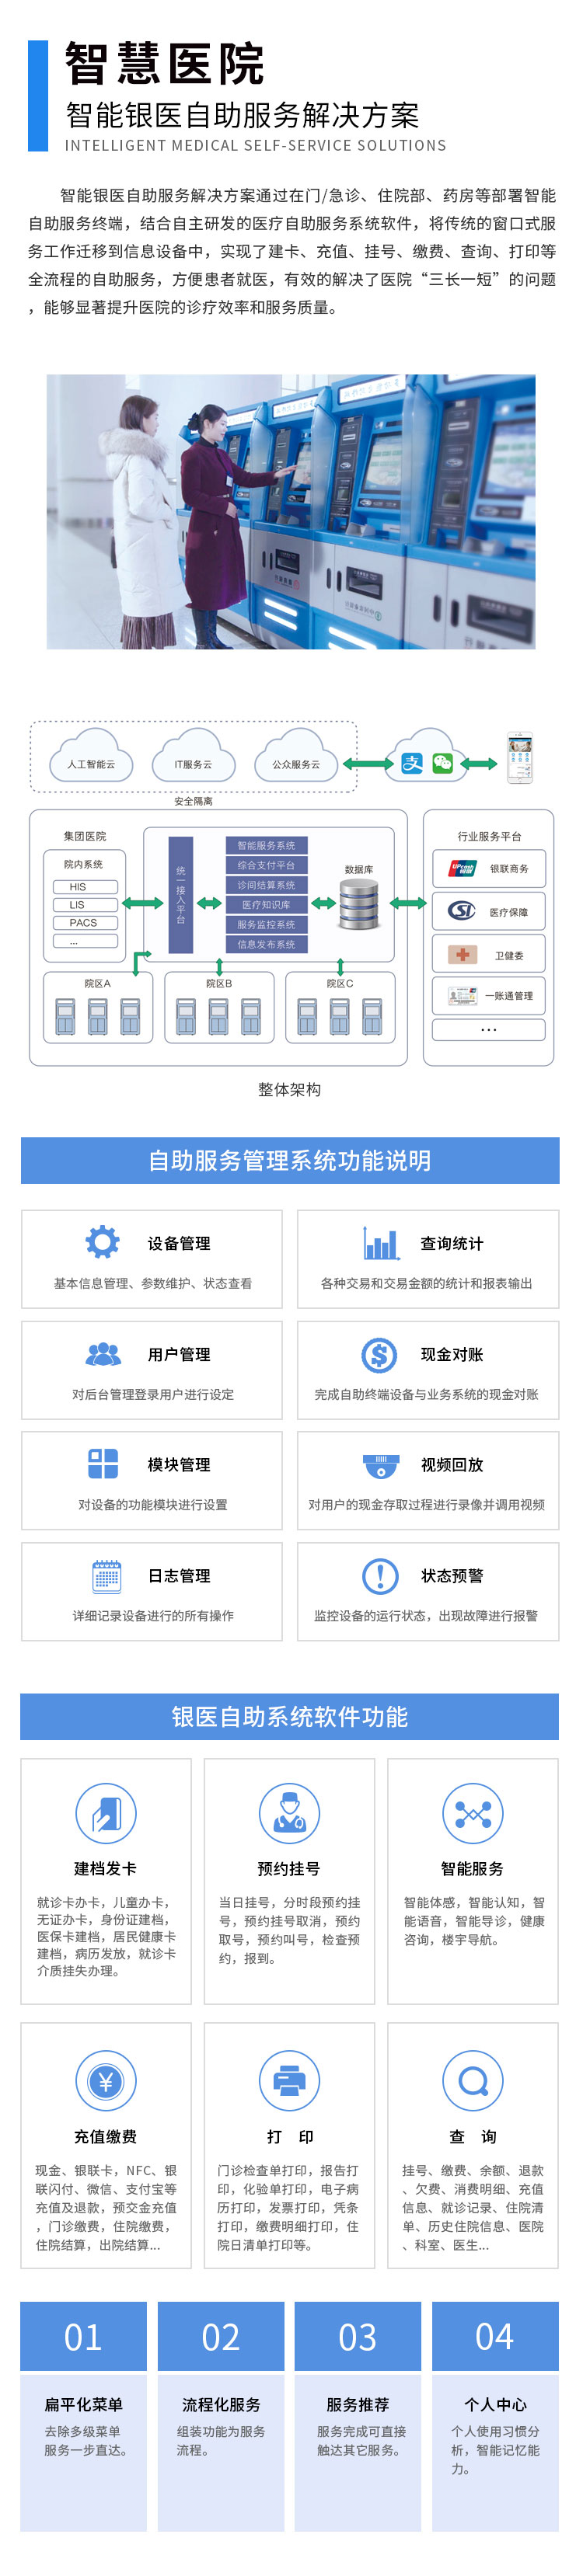 智慧医院
智能银医自助服务解决方案
INTELLIGENT MEDICAL SELF-SERVICE SOLUTIONS
智能银医自助服务解决方案通过在门/急诊、住院部、药房等部署智能
自助服务终端，结合自主研发的医疗自助服务系统软件，将传统的窗口式服
务工作迁移到信息设备中，实现了建卡、充值、挂号、缴费、查询、打印等
全流程的自助服务，方便患者就医，有效的解决了医院“三长一短”的问题
，能够显著提升医院的诊疗效率和服务质量。
人工智能云
IT服务云
公众服务云
支
安全隔离
集团医院
院内系统
HIS
LIS
PACS
...
统一接入平台
智能服务系统
综合支付平台
诊间结算系统
医疗知识库
服务监控系统
信息发布系统
数据库
院区A
院区B
院区C
行业服务平台
银联商务
医疗保障
卫健委
一账通管理
...
整体架构
自助服务管理系统功能说明
设备管理
基本信息管理、参数维护、状态查看
查询统计
各种交易和交易金额的统计和报表输出
用户管理
对后台管理登录用户进行设定
现金对账
完成自助终端设备与业务系统的现金对账
模块管理
对设备的功能模块进行设置
视频回放
对用户的现金存取过程进行录像并调用视频
日志管理
详细记录设备进行的所有操作
状态预警
监控设备的运行状态，出现故障进行报警
银医自助系统软件功能
建档发卡
就诊卡办卡，儿童办卡，
无证办卡，身份证建档，
医保卡建档，居民健康卡
建档，病历发放，就诊卡
介质挂失办理。
预约挂号
当日挂号，分时段预约挂
号，预约挂号取消，预约
取号，预约叫号，检查预
约，报到。
智能服务
智能体感，智能认知，智
能语音，智能导诊，健康
咨询，楼宇导航。
充值缴费
现金、银联卡，NFC、银
联闪付、微信、支付宝等
充值及退款，预交金充值
，门诊缴费，住院缴费，
住院结算，出院结算...
打 印
门诊检查单打印，报告打
印，化验单打印，电子病
历打印，发票打印，凭条
打印，缴费明细打印，住
院日清单打印等。
查 询
挂号、缴费、余额、退款
、欠费、消费明细、充值
信息、就诊记录、住院清
单、历史住院信息、医院
、科室、医生...
01
扁平化菜单
去除多级菜单
服务一步直达。
02
流程化服务
组装功能为服务
流程。
03
服务推荐
服务完成可直接
触达其它服务。
04
个人中心
个人使用习惯分
析，智能记忆能
力。